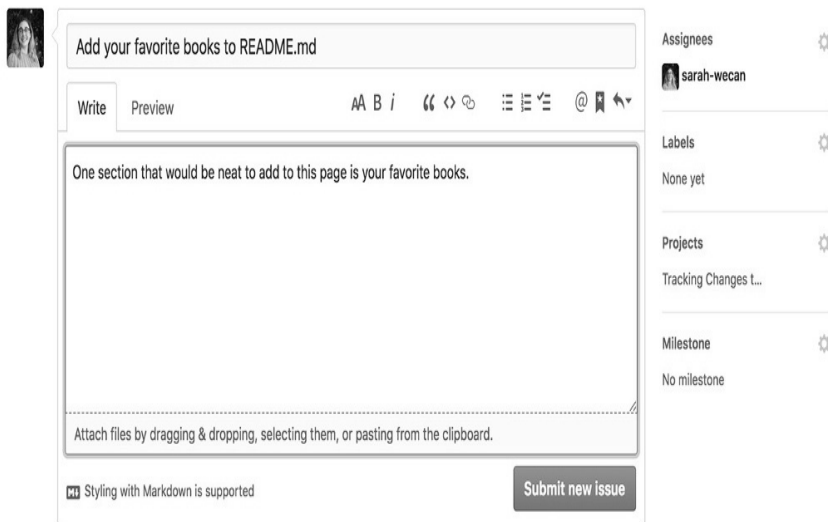 Add your favorite books to README.md
Write Preview AA B i “ <> @
One section that would be neat to add to this page is your favorite books.
Attach files by dragging & dropping, selecting them, or pasting from the clipboard.
Styling with Markdown is supported
Submit new issue
Assignees
sarah-wecan
Labels
None yet
Projects
Tracking Changes t...
Milestone
No milestone